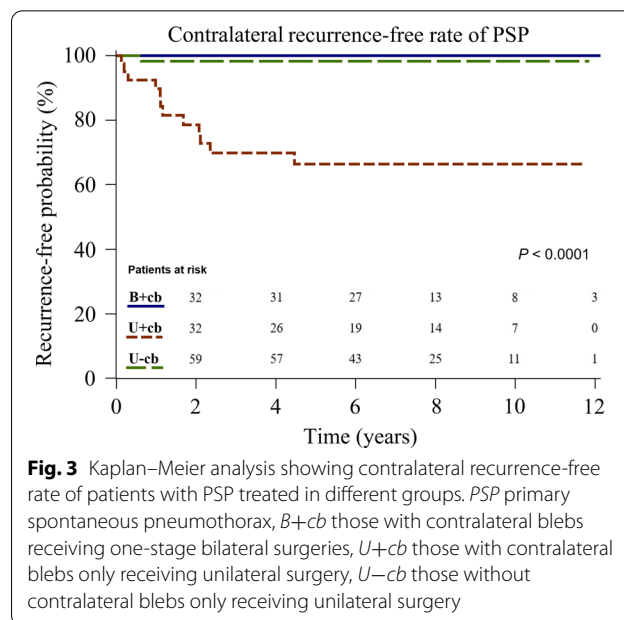 Contralateral recurrence-free rate of PSP
Recurrence-free probability (%)
100
80
60
40
20
0
P < 0.0001
Patients at risk
B+cb 32 31 27 13 8 3
U+cb 32 26 19 14 7 0
U-cb 59 57 43 25 11 1
0 2 4 6 8 10 12
Time (years)
Fig. 3 Kaplan–Meier analysis showing contralateral recurrence-free
rate of patients with PSP treated in different groups. PSP primary
spontaneous pneumothorax, B+cb those with contralateral blebs
receiving one-stage bilateral surgeries, U+cb those with contralateral
blebs only receiving unilateral surgery, U−cb those without
contralateral blebs only receiving unilateral surgery